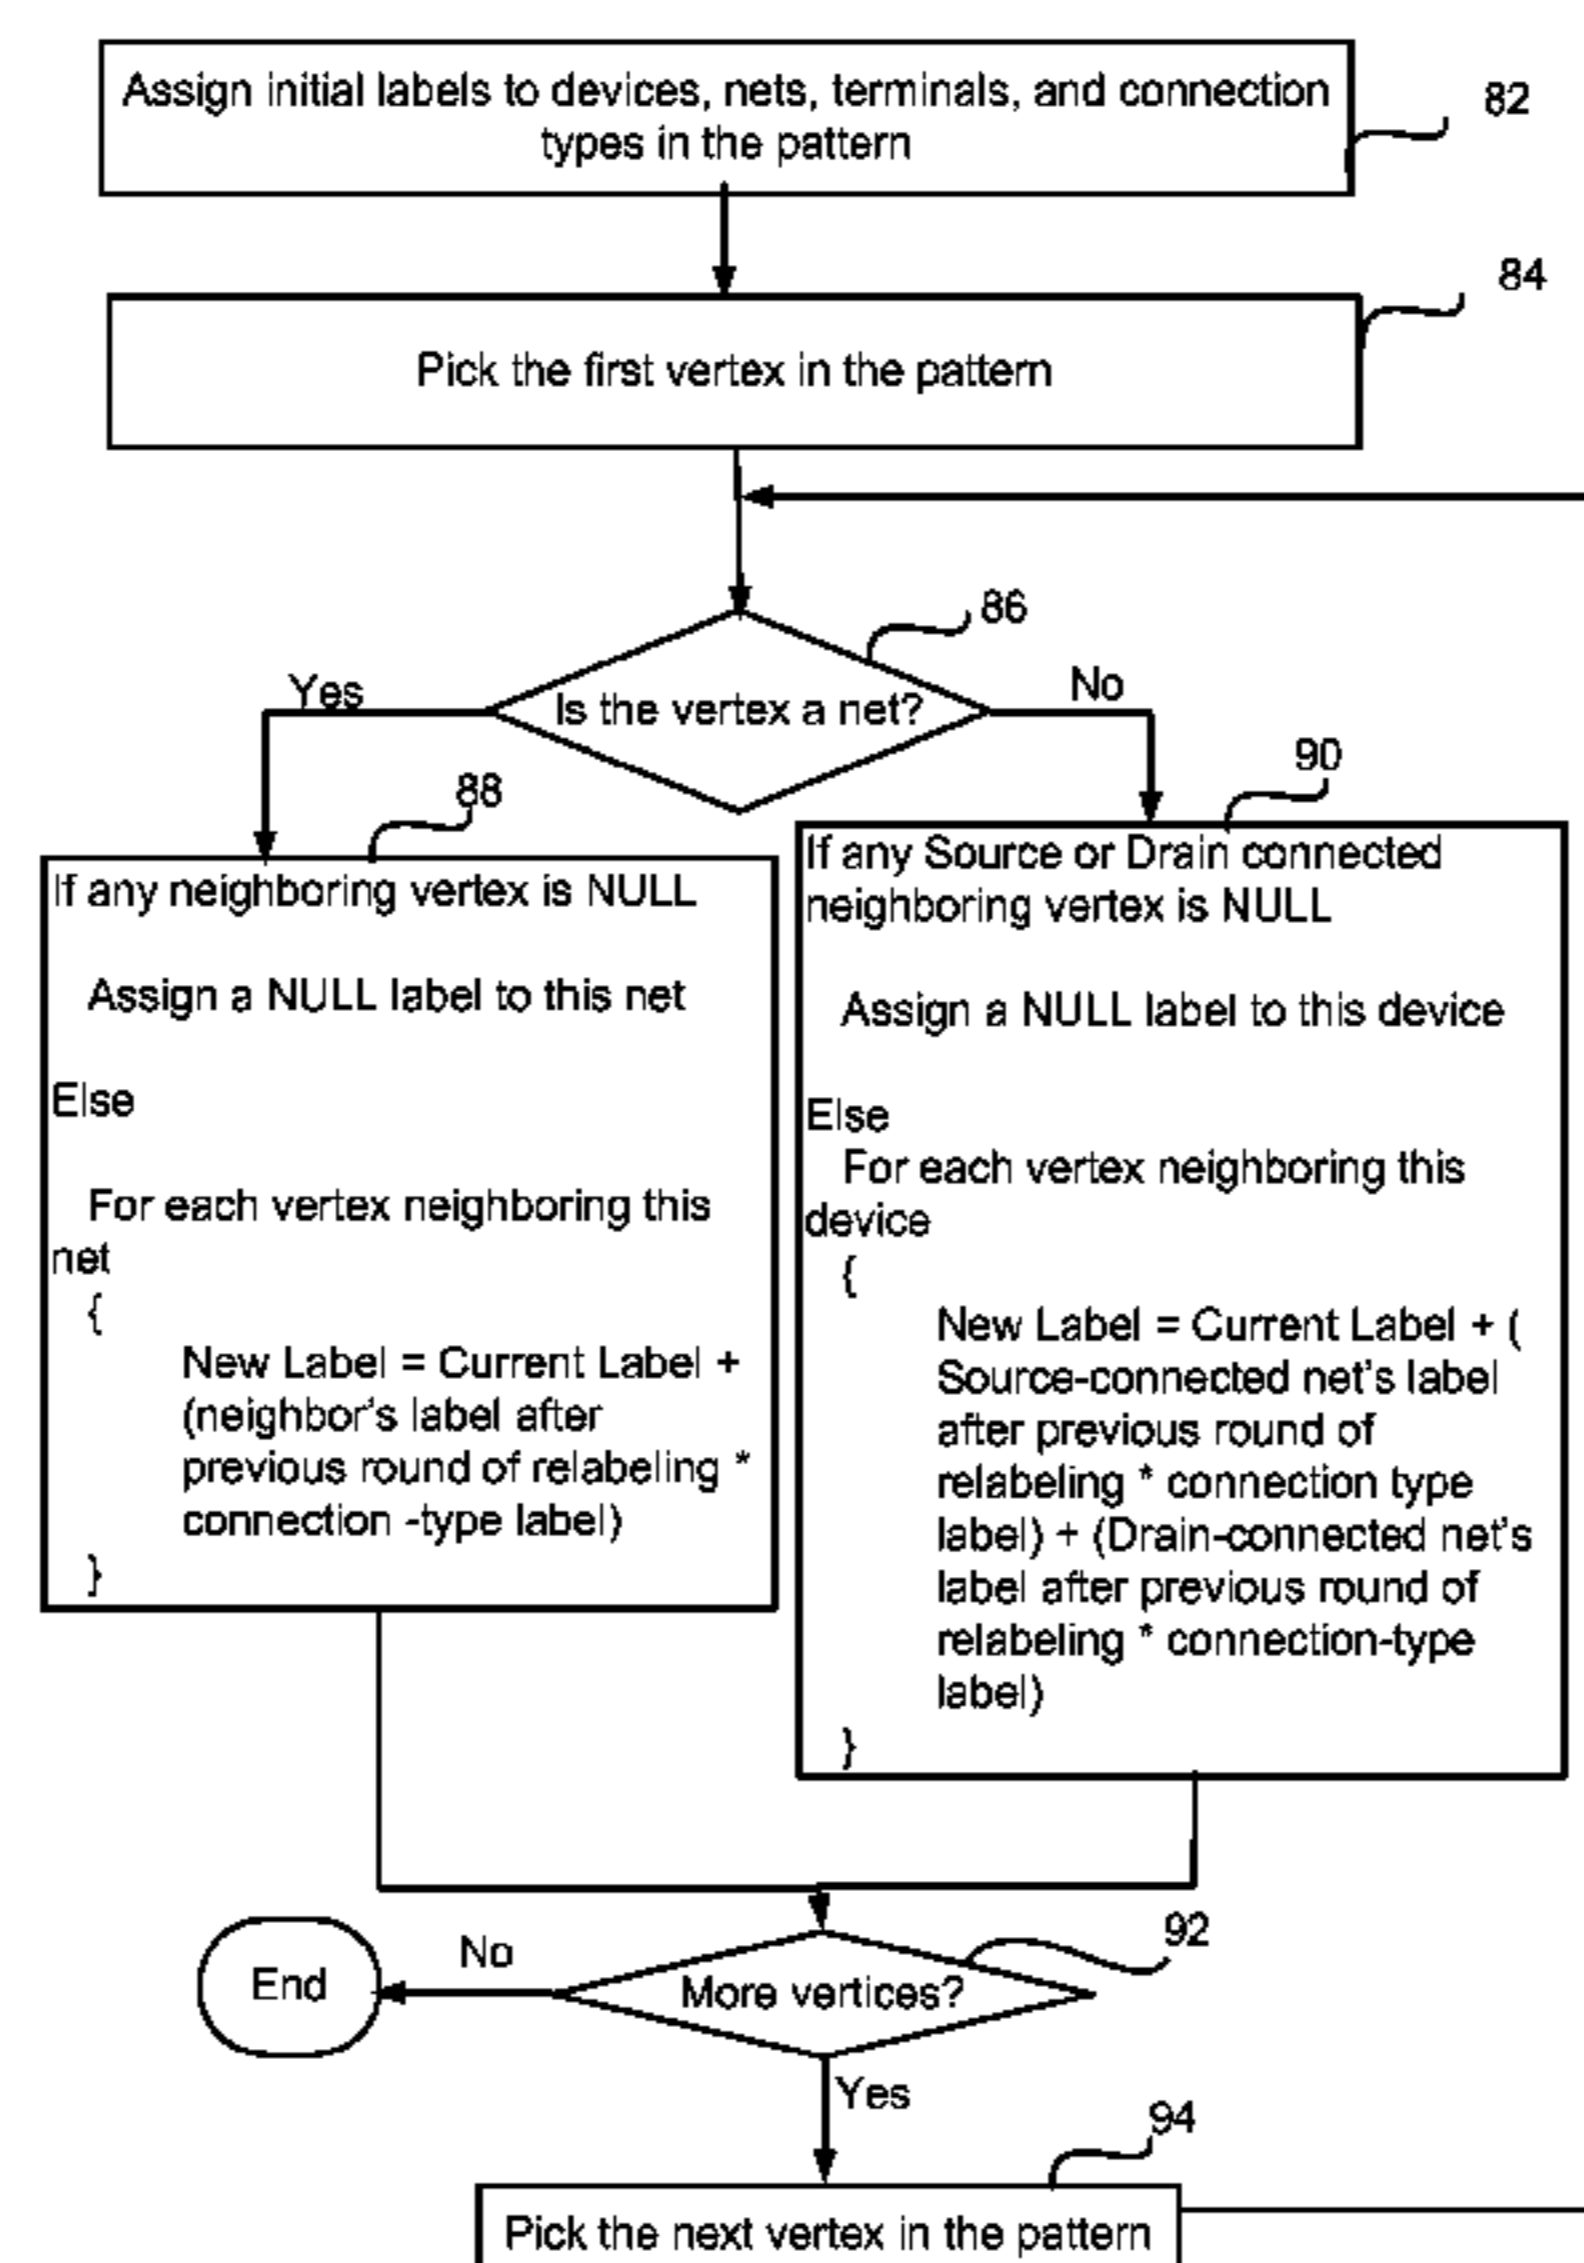 Assign initial labels to devices, nets, terminals, and connection
types in the pattern
82
84
Pick the first vertex in the pattern
86
Yes
Is the vertex a net?
No
88
90
If any neighboring vertex is NULL
Assign a NULL label to this net
Else
For each vertex neighboring this
net
{
New Label = Current Label +
(neighbor's label after
previous round of relabeling *
connection -type label)
}
If any Source or Drain connected
neighboring vertex is NULL
Assign a NULL label to this device
Else
For each vertex neighboring this
device
{
New Label = Current Label + (
Source-connected net's label
after previous round of
relabeling * connection type
label) + (Drain-connected net's
label after previous round of
relabeling * connection-type
label)
}
92
No
End
More vertices?
Yes
94
Pick the next vertex in the pattern